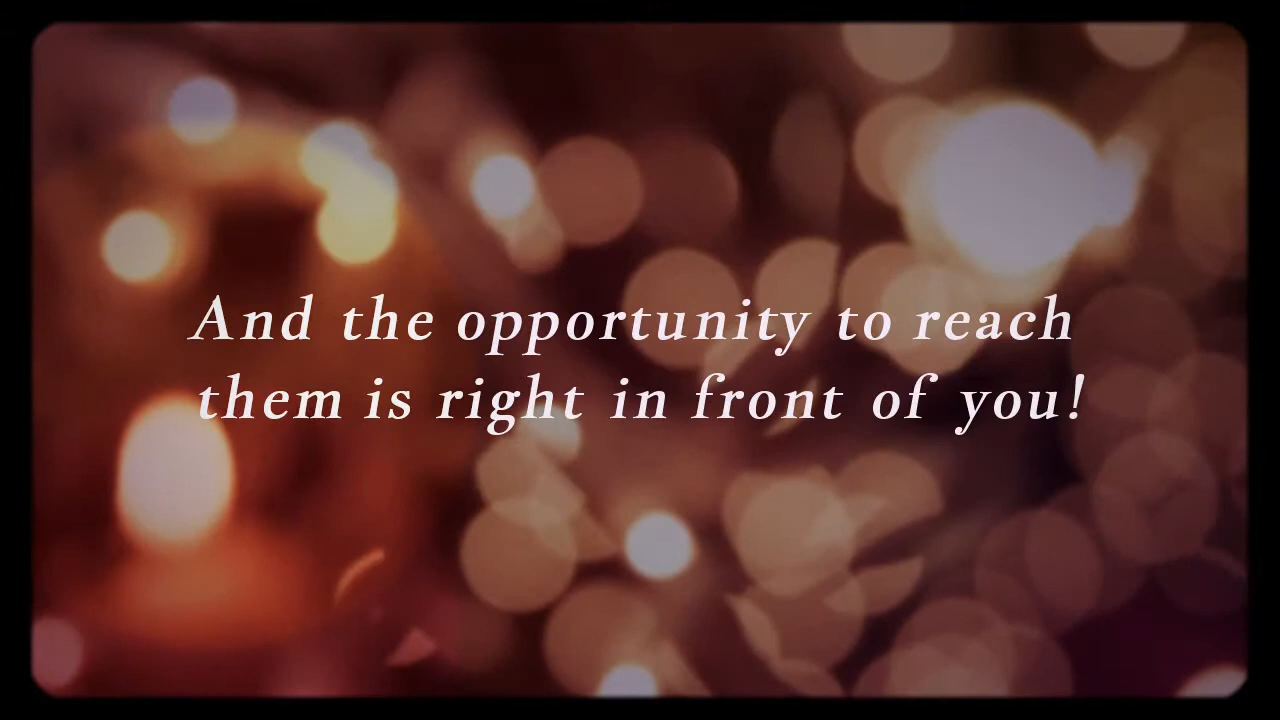 And the opportunity to reach
them is right in front of you!